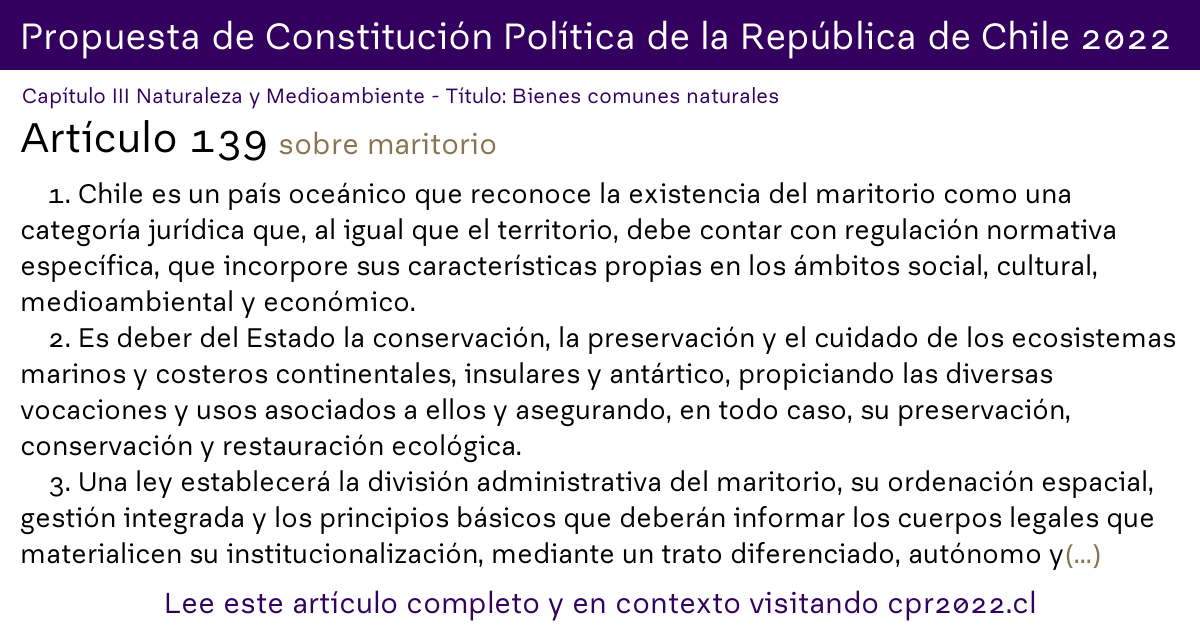 Propuesta de Constitución Política de la República de Chile 2022
Capítulo III Naturaleza y Medioambiente - Título: Bienes comunes naturales
Artículo 139 sobre maritorio
1. Chile es un país oceánico que reconoce la existencia del maritorio como una
categoría jurídica que, al igual que el territorio, debe contar con regulación normativa
específica, que incorpore sus características propias en los ámbitos social, cultural,
medioambiental y económico.
2. Es deber del Estado la conservación, la preservación y el cuidado de los ecosistemas
marinos y costeros continentales, insulares y antártico, propiciando las diversas
vocaciones y usos asociados a ellos y asegurando, en todo caso, su preservación,
conservación y restauración ecológica.
3. Una ley establecerá la división administrativa del maritorio, su ordenación espacial,
gestión integrada y los principios básicos que deberán informar los cuerpos legales que
materialicen su institucionalización, mediante un trato diferenciado, autónomo y(...)
Lee este artículo completo y en contexto visitando cpr2022.cl